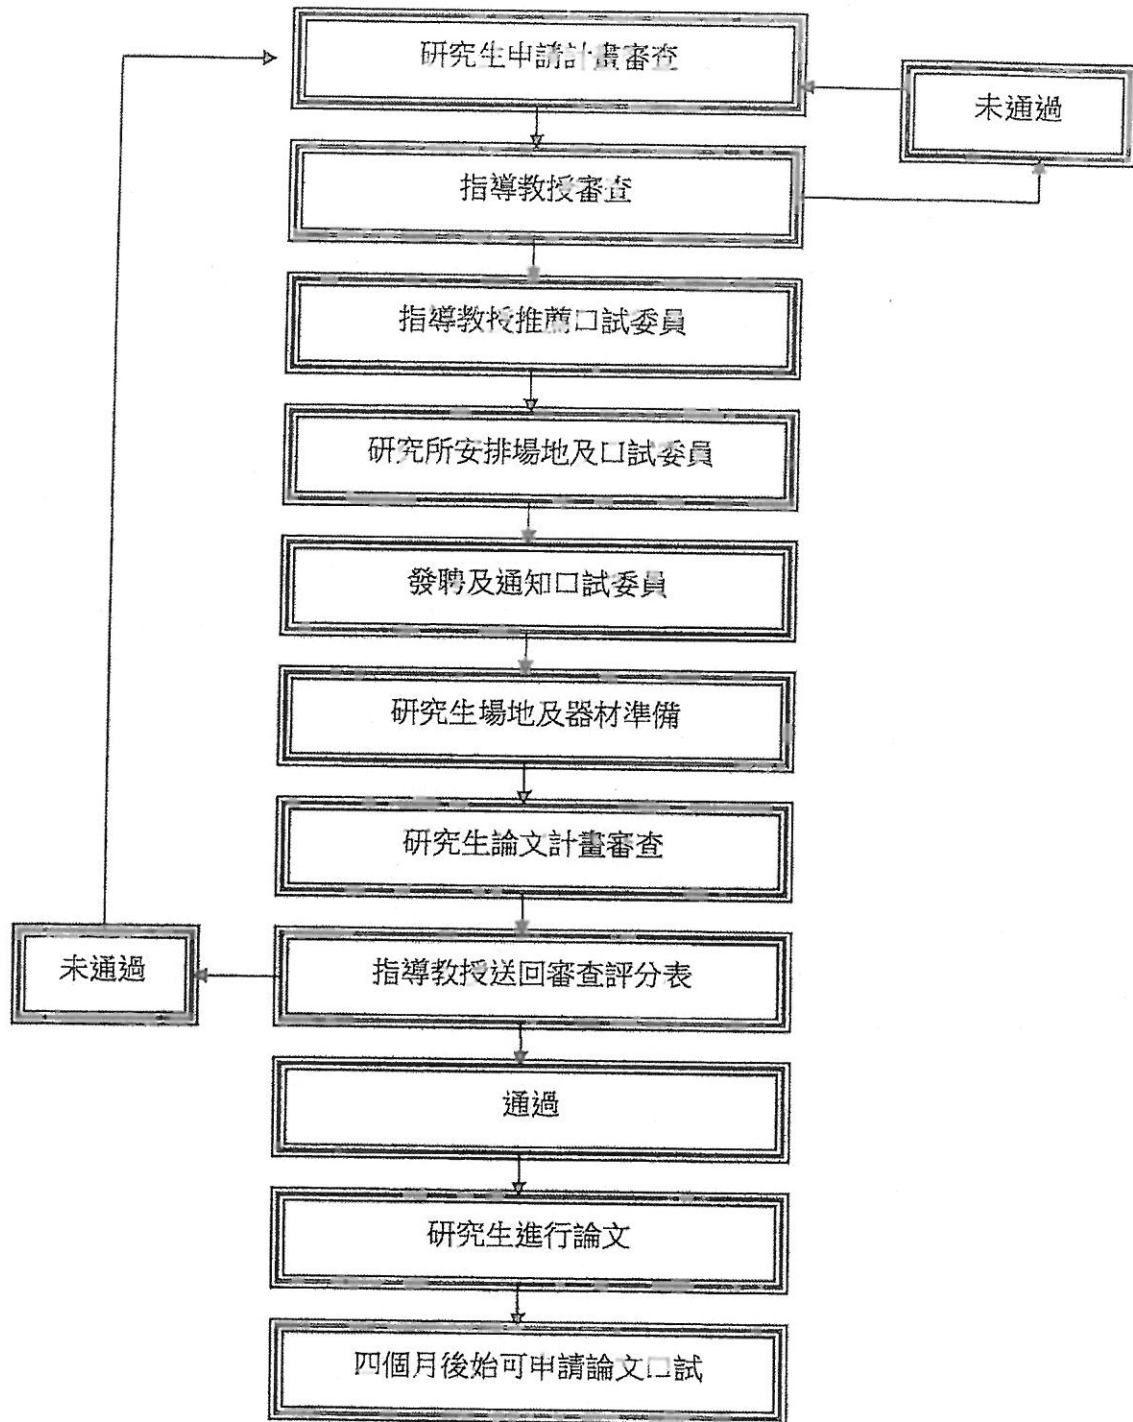 研究生申請計畫審查
未通過
指導教授審查
指導教授推薦口試委員
研究所安排場地及口試委員
發聘及通知口試委員
研究生場地及器材準備
研究生論文計畫審查
未通過
指導教授送回審查評分表
通過
研究生進行論文
四個月後始可申請論文口試